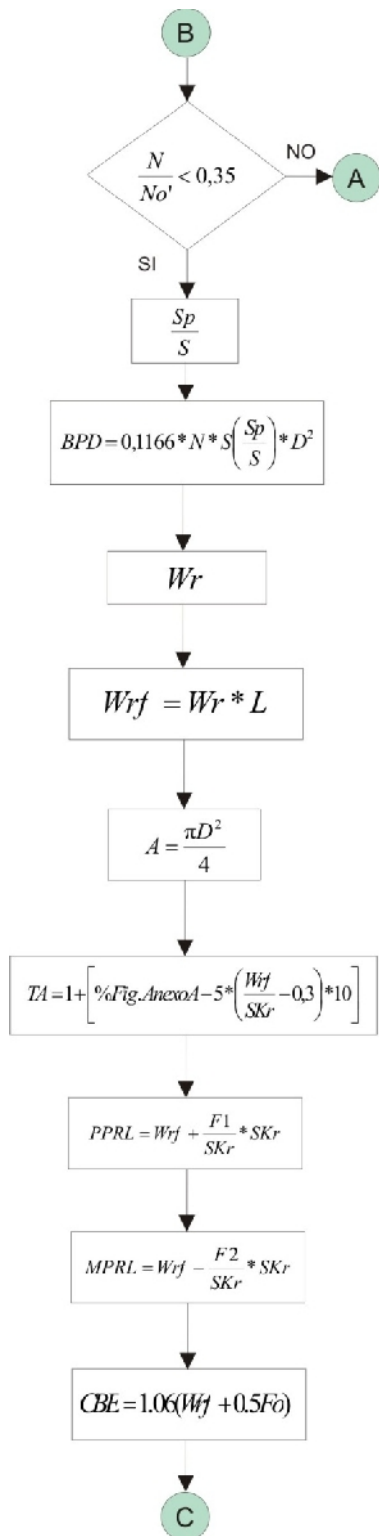 B
N/No' < 0,35
NO
A
SI
Sp/S
BPD = 0,1166 * N * S(Sp/S) * D²
Wr
Wrf = Wr * L
A = πD²/4
TA = 1 + [%Fig.AnexoA − 5 * (Wrf/SKr − 0,3) * 10]
PPRL = Wrf + F1/SKr * SKr
MPRL = Wrf − F2/SKr * SKr
CBE = 1.06(Wrf + 0.5Fo)
C